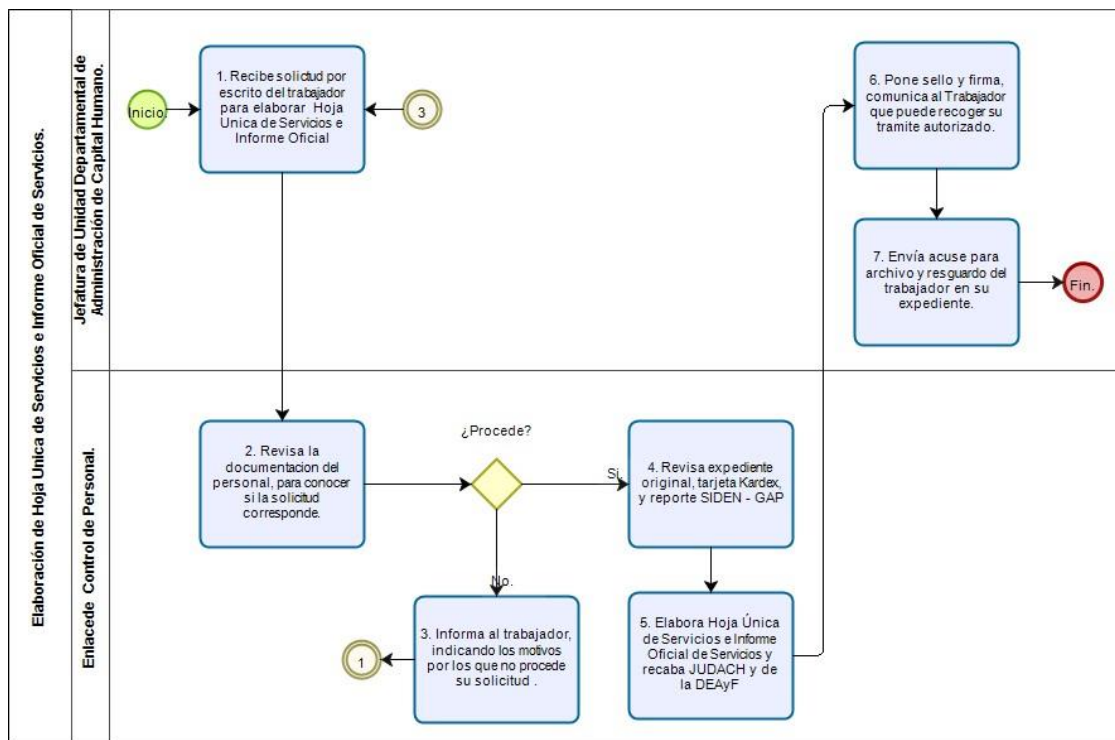 Elaboración de Hoja Unica de Servicios e Informe Oficial de Servicios.
Jefatura de Unidad Departamental de
Administración de Capital Humano.
Inicio.
1. Recibe solictud por
escrito del trabajador
para elaborar Hoja
Unica de Servicios e
Informe Oficial
3
6. Pone sello y firma,
comunica al Trabajador
que puede recoger su
tramite autorizado.
7. Envía acuse para
archivo y resguardo del
trabajador en su
expediente.
Fin.
Enlacede Control de Personal.
2. Revisa la
documentacion del
personal, para conocer
si la solicitud
corresponde.
¿Procede?
Si.
No.
4. Revisa expediente
original, tarjeta Kardex,
y reporte SIDEN - GAP
3. Informa al trabajador,
indicando los motivos
por los que no procede
su solicitud .
1
5. Elabora Hoja Única
de Servicios e Informe
Oficial de Servicios y
recaba JUDACH y de
la DEAyF